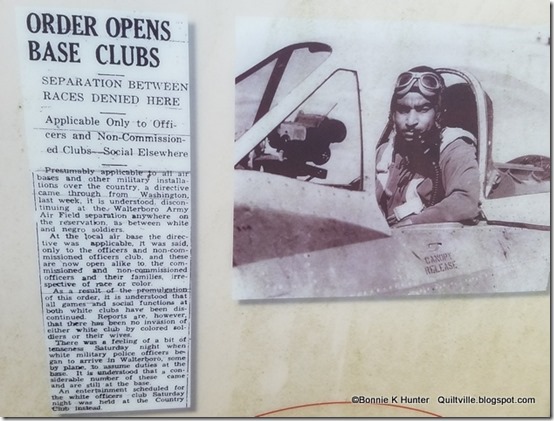 ORDER OPENS
BASE CLUBS
SEPARATION BETWEEN
RACES DENIED HERE
Applicable Only to Offi-
cers and Non-Commission-
ed Clubs—Social Elsewhere
Presumably applicable to all air
bases and other military installa-
tions over the country, a directive
came through from Washington,
last week, it is understood, discon-
tinuing at the Walterboro Army
Air Field separation anywhere on
the reservation, as between white
and negro soldiers.
At the local air base the direc-
tive was applicable, it was said,
only to the officers and non-com-
missioned officers club, and these
are now open alike to the com-
missioned and non-commissioned
officers and their families, irre-
spective of race or color.
As a result of the promulgation
of this order, it is understood that
all games and social functions at
both white clubs have been dis-
continued. Reports are, however,
that there has been no invasion of
either white club by colored sol-
diers or their wives.
There was a feeling of a bit of
tenseness Saturday night when
white military police officers be-
gan to arrive in Walterboro, some
by plane, to assume duties at the
base. It is understood that a con-
siderable number of these came
and are still at the base.
An entertainment scheduled for
the white officers club Saturday
night was held at the Country
Club instead.
CANOPY
RELEASE
©Bonnie K Hunter Quiltville.blogspot.com